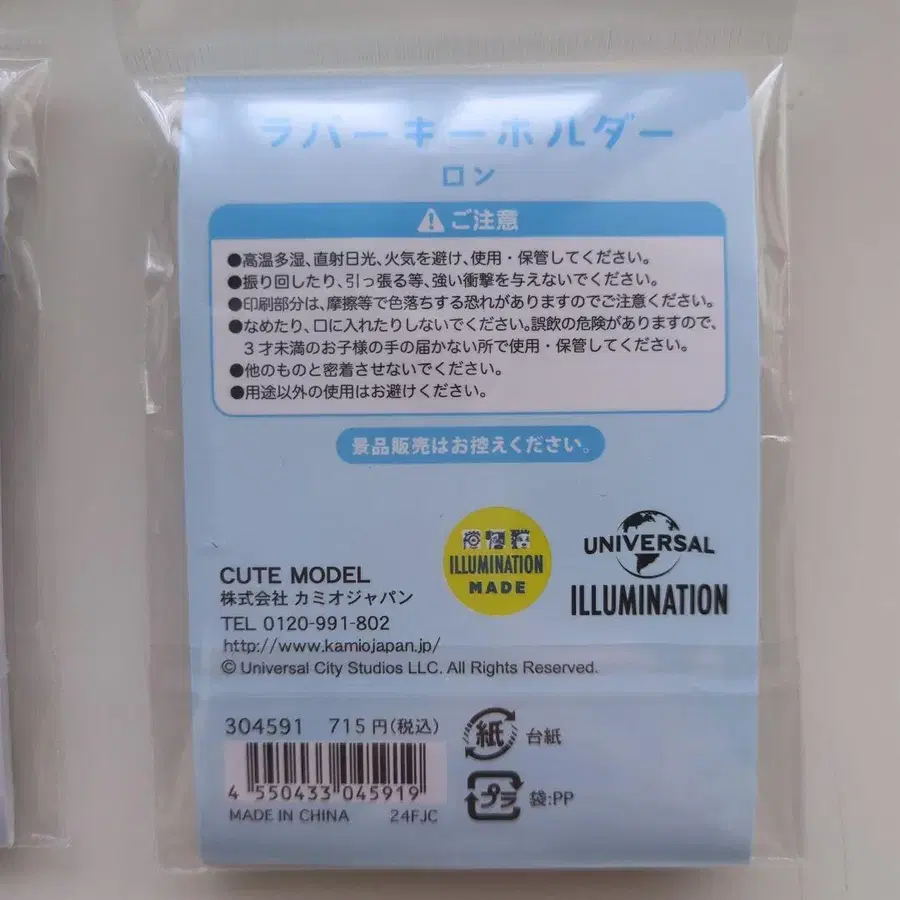 ラバーキーホルダー
ロン
ご注意
●高温多湿、直射日光、火気を避け、使用・保管してください。
●振り回したり、引っ張る等、強い衝撃を与えないでください。
●印刷部分は、摩擦等で色落ちする恐れがありますのでご注意ください。
●なめたり、口に入れたりしないでください。誤飲の危険がありますので、
3才未満のお子様の手の届かない所で使用・保管してください。
●他のものと密着させないでください。
●用途以外の使用はお避けください。
景品販売はお控えください。
ILLUMINATION
MADE
UNIVERSAL
ILLUMINATION
CUTE MODEL
株式会社 カミオジャパン
TEL 0120-991-802
http://www.kamiojapan.jp/
© Universal City Studios LLC. All Rights Reserved.
304591 715円(税込)
4 550433 045919
MADE IN CHINA 24FJC
紙 台紙
プラ 袋:PP